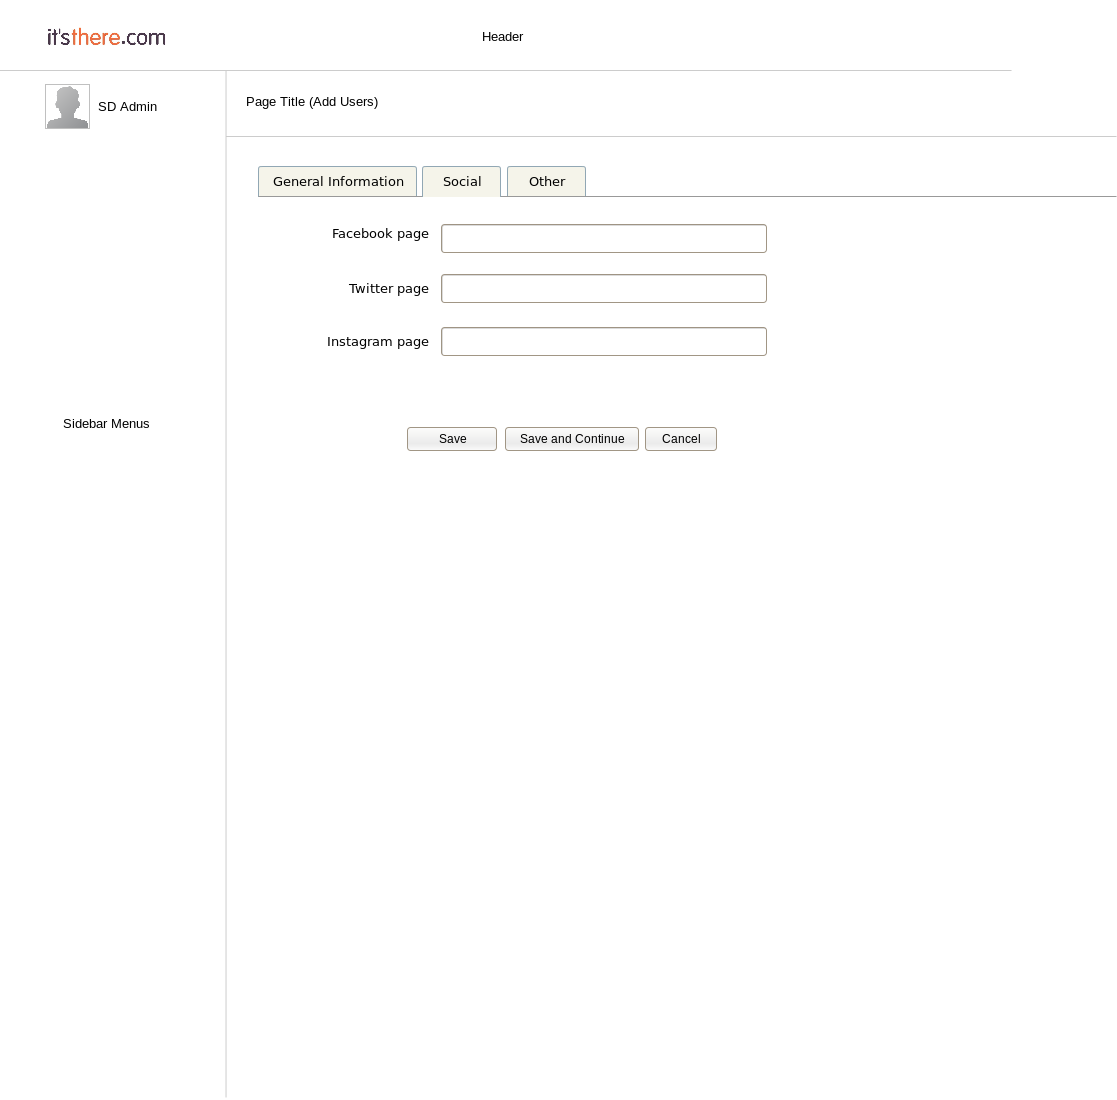 it'sthere.com
Header
SD Admin
Page Title (Add Users)
General Information
Social
Other
Facebook page
Twitter page
Instagram page
Sidebar Menus
Save
Save and Continue
Cancel